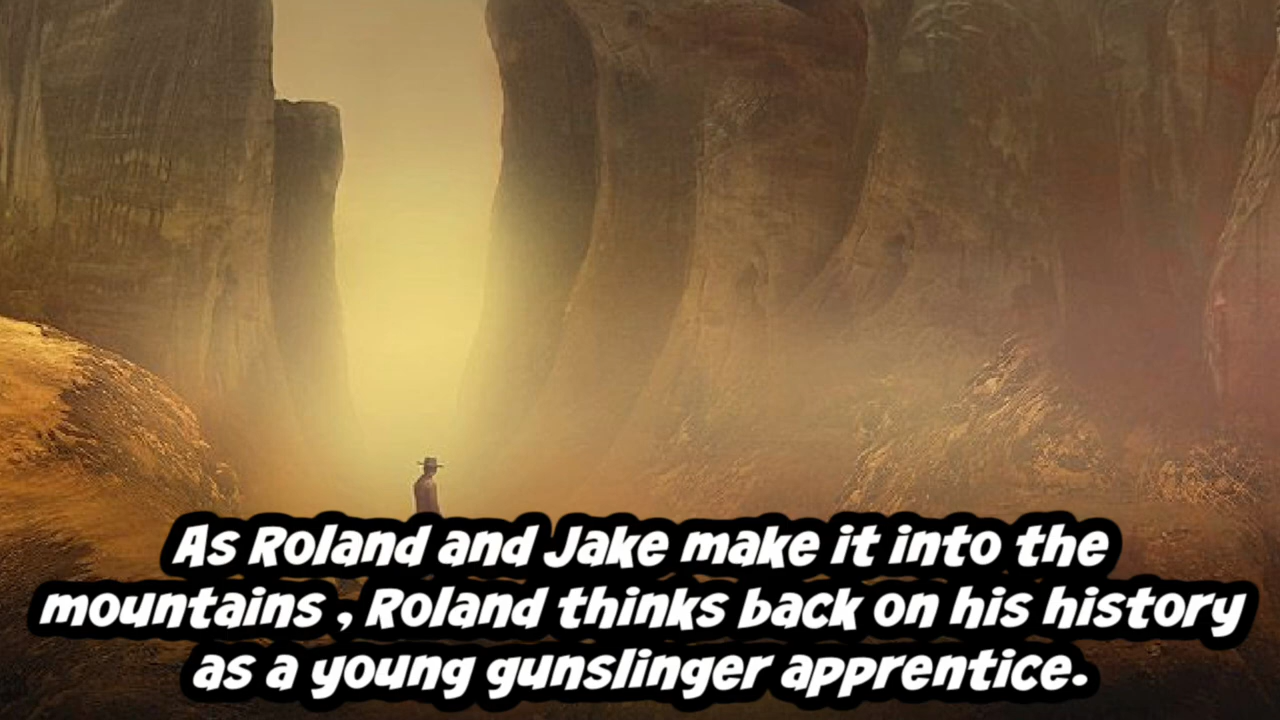 As Roland and Jake make it into the
mountains , Roland thinks back on his history
as a young gunslinger apprentice.